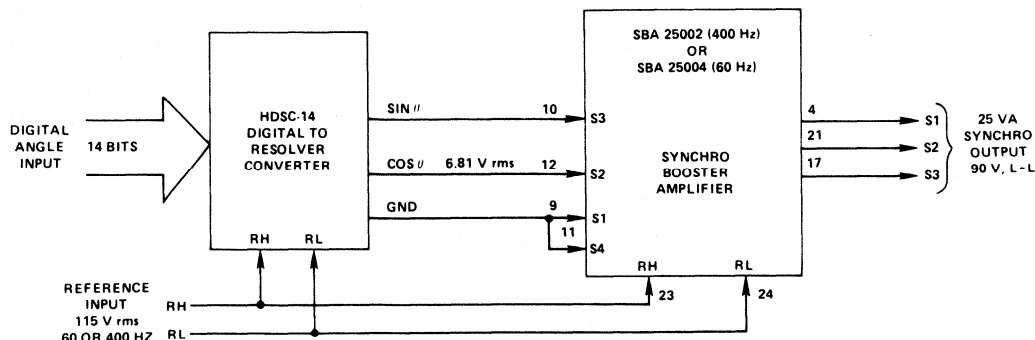 SBA 25002 (400 Hz)
OR
SBA 25004 (60 Hz)
HDSC-14
DIGITAL TO
RESOLVER
CONVERTER
RH RL
DIGITAL
ANGLE
INPUT
14 BITS
SIN θ
COS θ 6.81 V rms
GND
10
12
9
11
S3
S2
S1
S4
SYNCHRO
BOOSTER
AMPLIFIER
RH RL
23
24
4
21
17
S1
S2
S3
25 VA
SYNCHRO
OUTPUT
90 V, L-L
REFERENCE
INPUT
115 V rms
60 OR 400 HZ
RH
RL